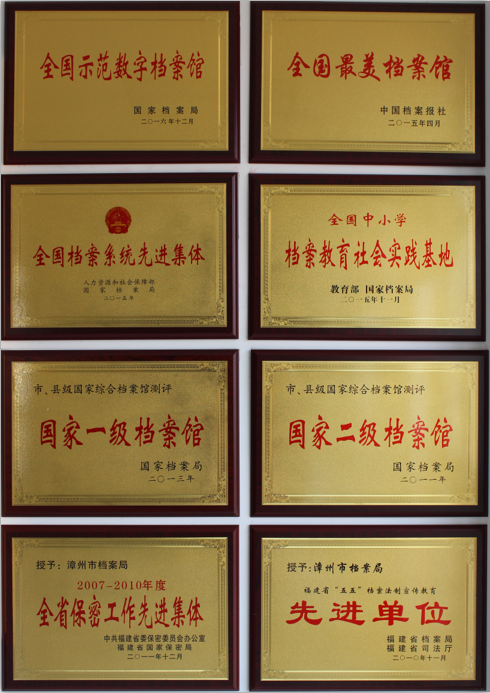 全国示范数字档案馆
国家档案局
二〇一六年十二月
全国最美档案馆
中国档案报社
二〇一五年四月
全国档案系统先进集体
人力资源和社会保障部
国家档案局
二〇一五年
全国中小学
档案教育社会实践基地
教育部 国家档案局
二〇一五年十一月
市、县级国家综合档案馆测评
国家一级档案馆
国家档案局
二〇一三年
市、县级国家综合档案馆测评
国家二级档案馆
国家档案局
二〇一一年
授予:漳州市档案局
2007-2010年度
全省保密工作先进集体
中共福建省委保密委员会办公室
福建省国家保密局
二〇一一年十二月
授予:漳州市档案局
福建省“五五”档案法制宣传教育
先进单位
福建省档案局
福建省司法厅
二〇一〇年十一月